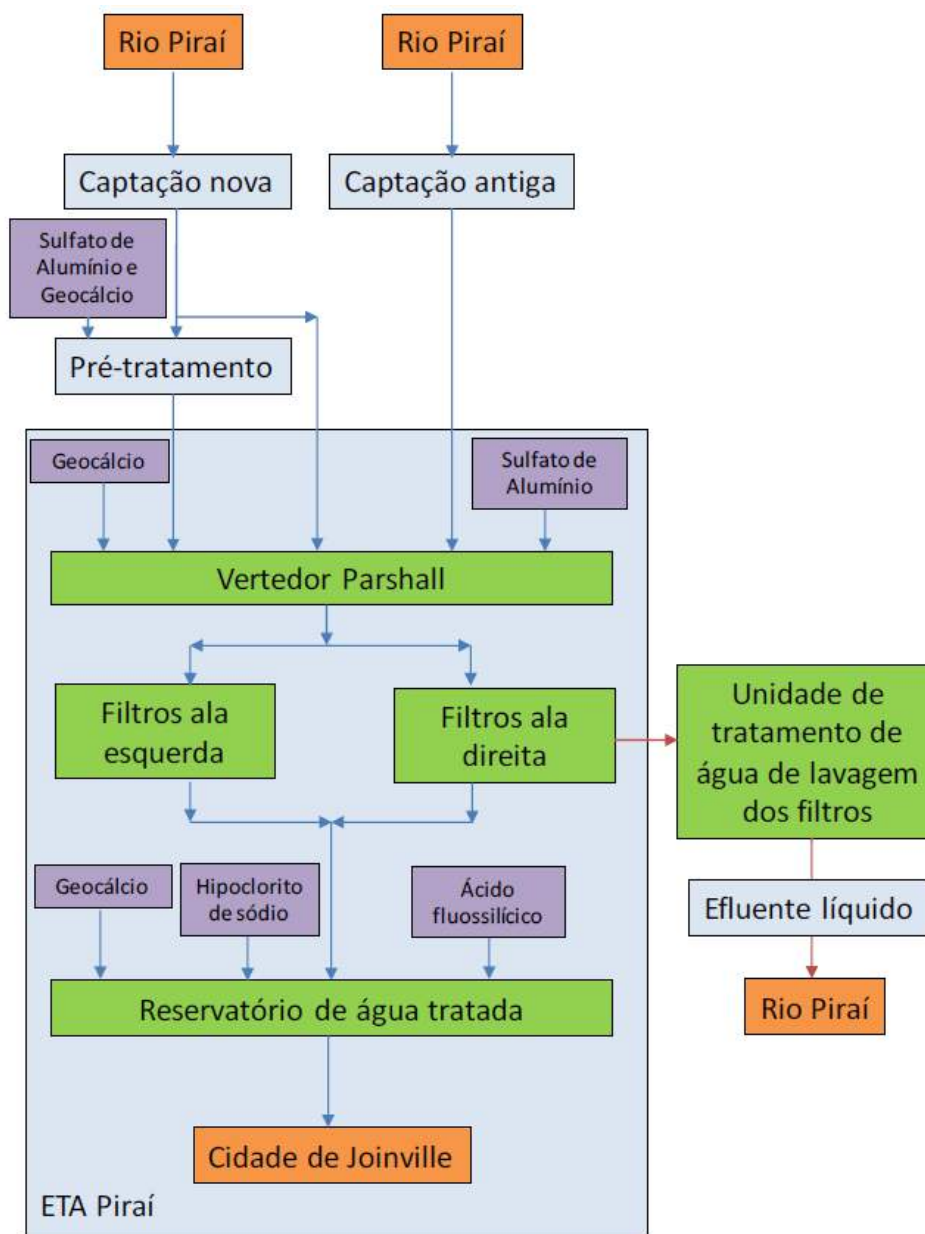 Rio Piraí
Rio Piraí
Captação nova
Captação antiga
Sulfato de
Alumínio e
Geocálcio
Pré-tratamento
Geocálcio
Sulfato de
Alumínio
Vertedor Parshall
Filtros ala
esquerda
Filtros ala
direita
Unidade de
tratamento de
água de lavagem
dos filtros
Geocálcio
Hipoclorito
de sódio
Ácido
fluossilícico
Efluente líquido
Reservatório de água tratada
Rio Piraí
Cidade de Joinville
ETA Piraí